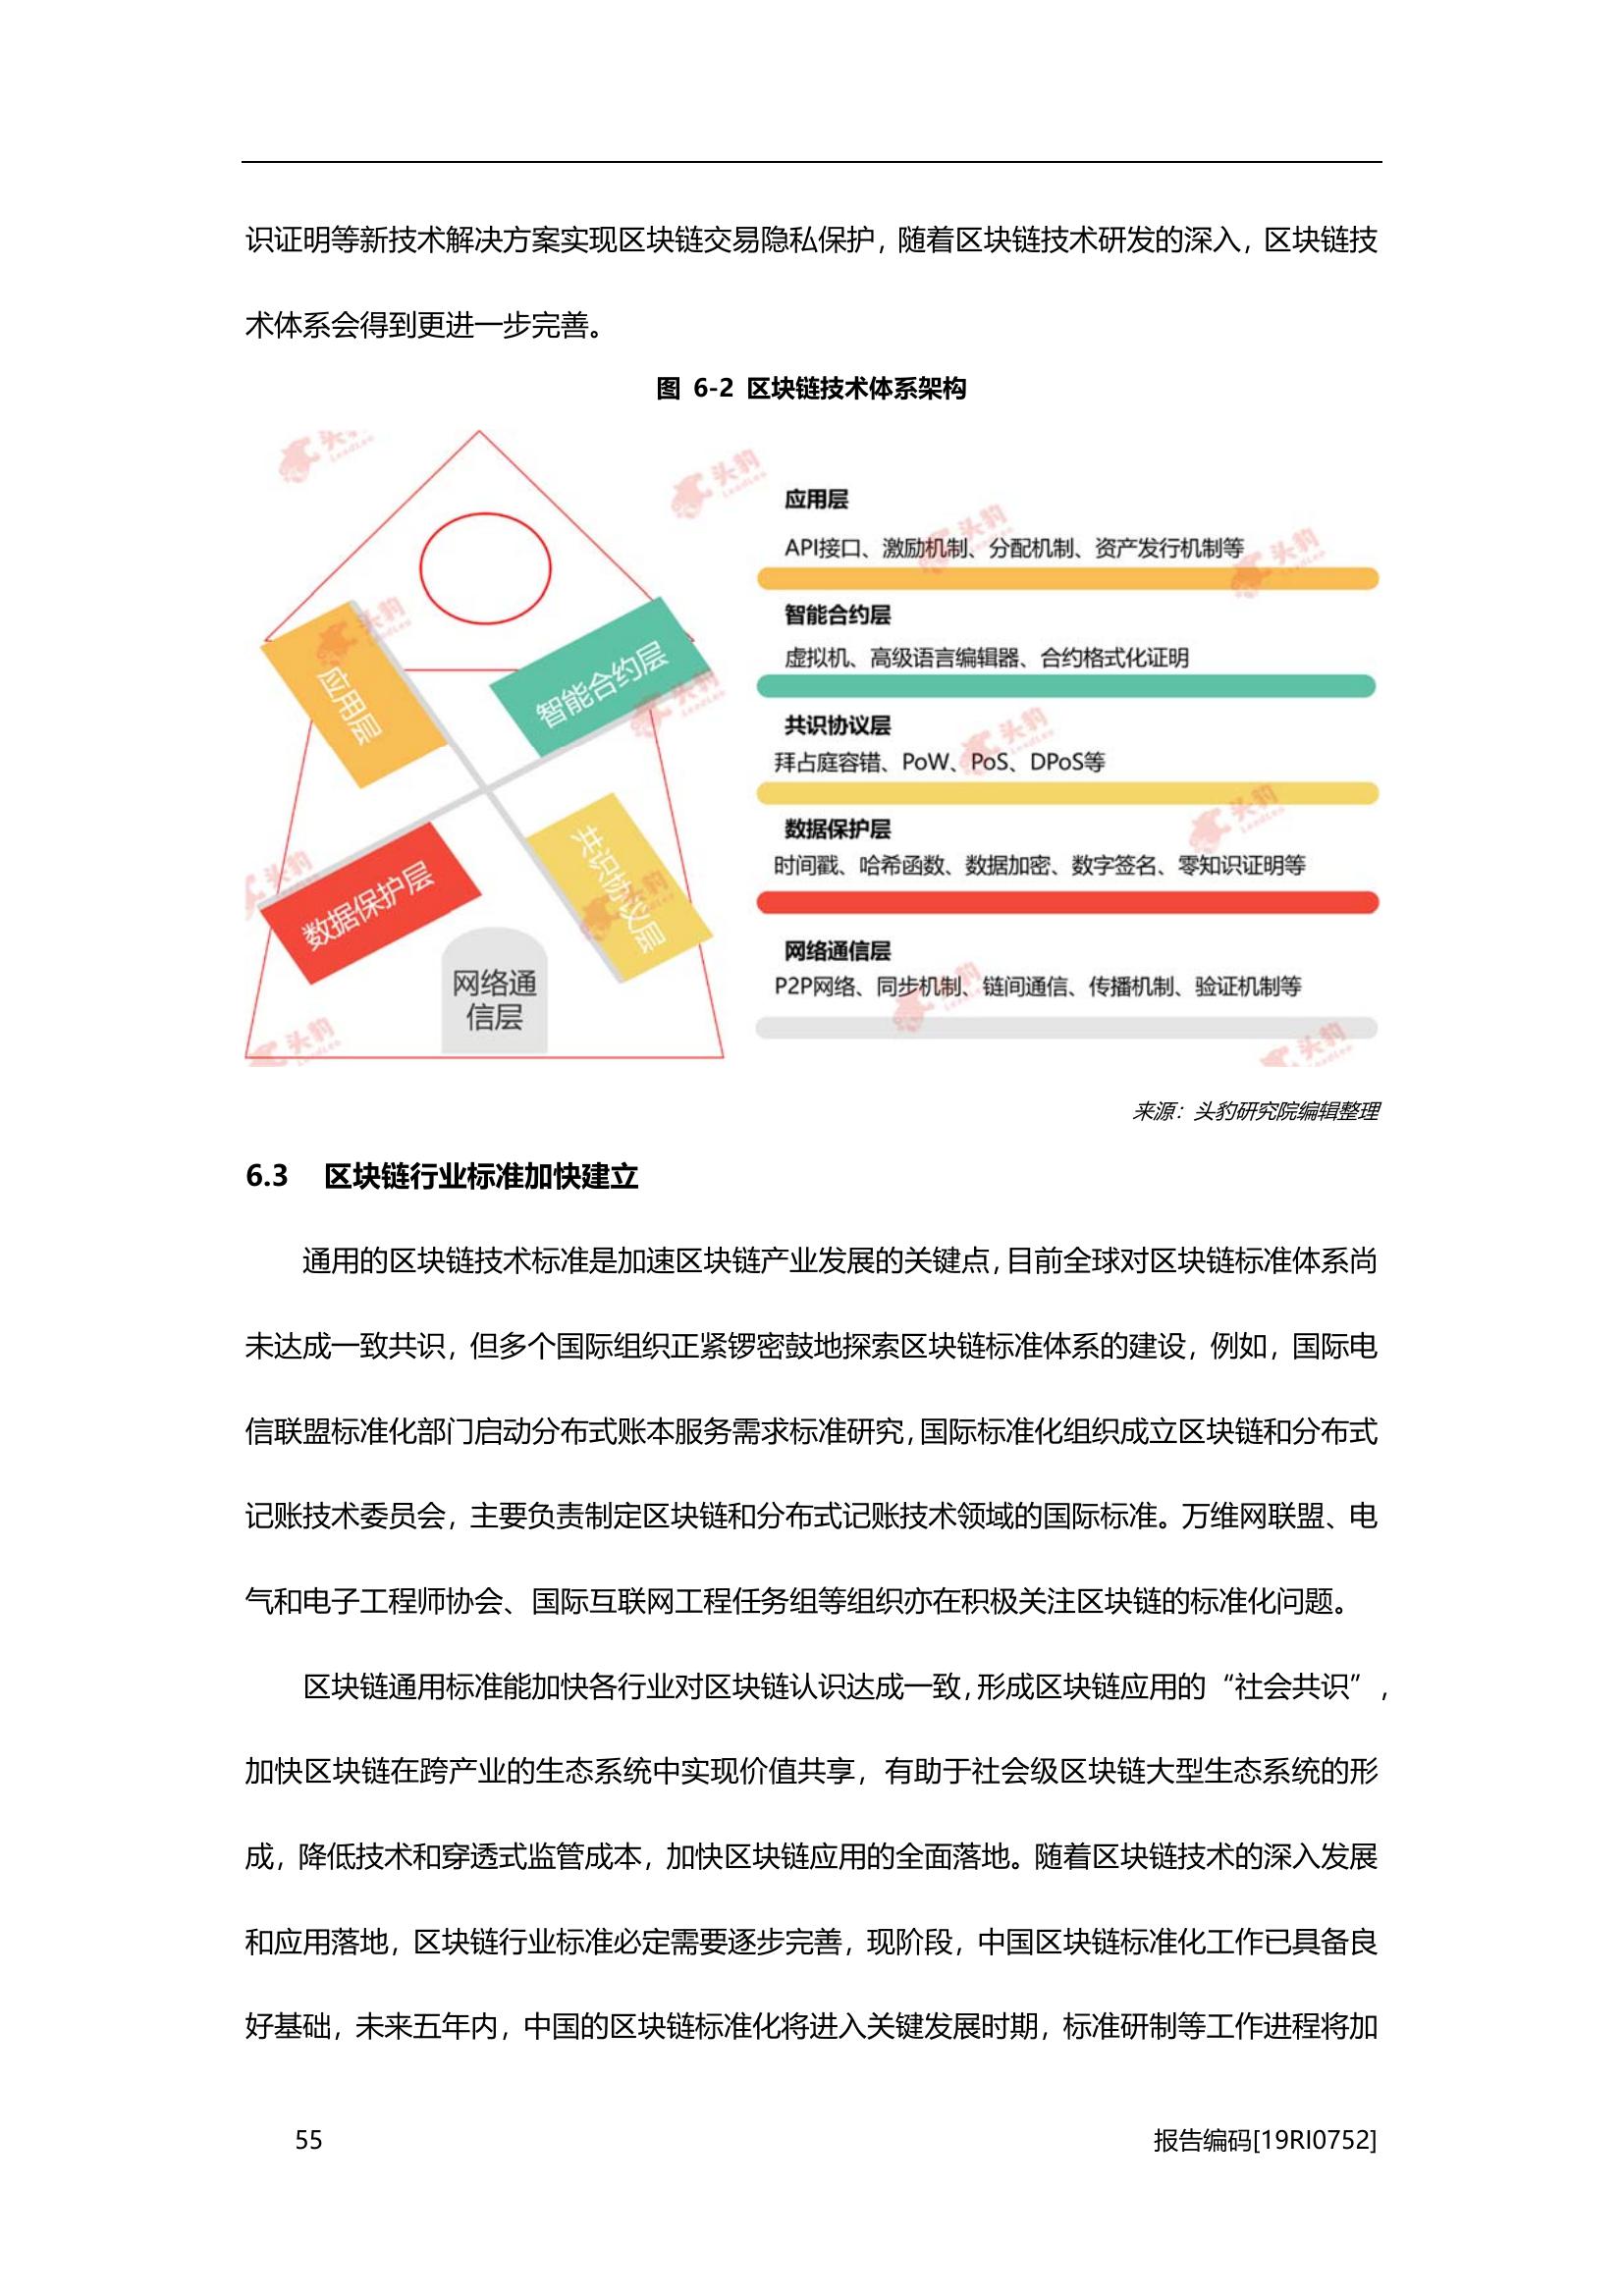 识证明等新技术解决方案实现区块链交易隐私保护，随着区块链技术研发的深入，区块链技
术体系会得到更进一步完善。
图 6-2 区块链技术体系架构
应用层
智能合约层
数据保护层
共识协议层
网络通
信层
应用层
API接口、激励机制、分配机制、资产发行机制等
智能合约层
虚拟机、高级语言编辑器、合约格式化证明
共识协议层
拜占庭容错、PoW、PoS、DPoS等
数据保护层
时间戳、哈希函数、数据加密、数字签名、零知识证明等
网络通信层
P2P网络、同步机制、链间通信、传播机制、验证机制等
头豹
LeadLeo
来源：头豹研究院编辑整理
6.3 区块链行业标准加快建立
通用的区块链技术标准是加速区块链产业发展的关键点，目前全球对区块链标准体系尚
未达成一致共识，但多个国际组织正紧锣密鼓地探索区块链标准体系的建设，例如，国际电
信联盟标准化部门启动分布式账本服务需求标准研究，国际标准化组织成立区块链和分布式
记账技术委员会，主要负责制定区块链和分布式记账技术领域的国际标准。万维网联盟、电
气和电子工程师协会、国际互联网工程任务组等组织亦在积极关注区块链的标准化问题。
区块链通用标准能加快各行业对区块链认识达成一致，形成区块链应用的“社会共识”，
加快区块链在跨产业的生态系统中实现价值共享，有助于社会级区块链大型生态系统的形
成，降低技术和穿透式监管成本，加快区块链应用的全面落地。随着区块链技术的深入发展
和应用落地，区块链行业标准必定需要逐步完善，现阶段，中国区块链标准化工作已具备良
好基础，未来五年内，中国的区块链标准化将进入关键发展时期，标准研制等工作进程将加
55
报告编码[19RI0752]